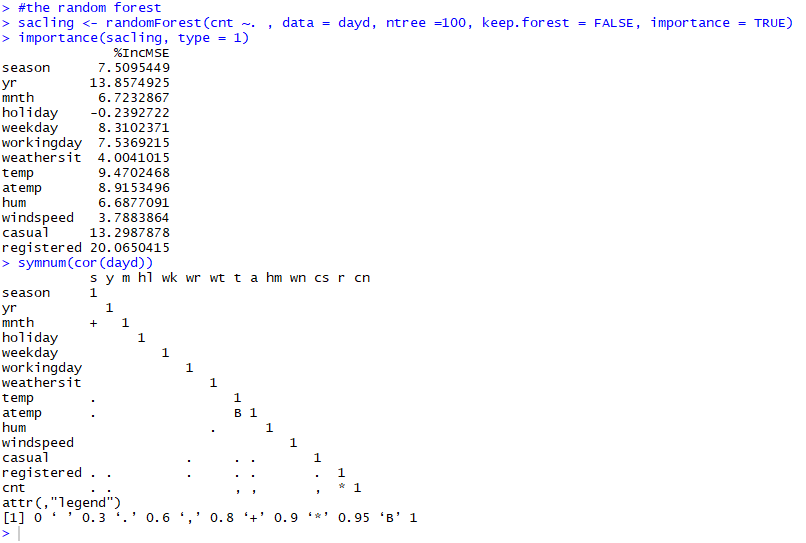 > #the random forest
> sacling <- randomForest(cnt ~. , data = dayd, ntree =100, keep.forest = FALSE, importance = TRUE)
> importance(sacling, type = 1)
              %IncMSE
season      7.5095449
yr         13.8574925
mnth        6.7232867
holiday    -0.2392722
weekday     8.3102371
workingday  7.5369215
weathersit  4.0041015
temp        9.4702468
atemp       8.9153496
hum         6.6877091
windspeed   3.7883864
casual     13.2987878
registered 20.0650415
> symnum(cor(dayd))
           s y m hl wk wr wt t a hm wn cs r cn
season     1
yr           1
mnth       +   1
holiday          1
weekday             1
workingday             1
weathersit                1
temp       .                 1
atemp      .                 B 1
hum                       .      1
windspeed                           1
casual                 .     . .       1
registered . .         .     . .       .  1
cnt        . .               , ,       ,  * 1
attr(,"legend")
[1] 0 ‘ ’ 0.3 ‘.’ 0.6 ‘,’ 0.8 ‘+’ 0.9 ‘*’ 0.95 ‘B’ 1
>